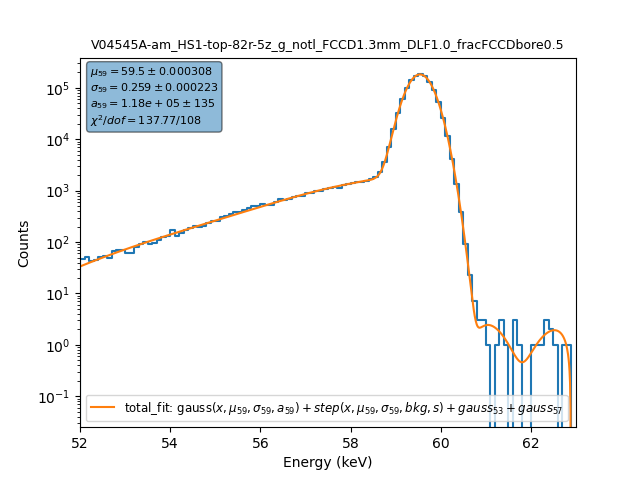 V04545A-am_HS1-top-82r-5z_g_notl_FCCD1.3mm_DLF1.0_fracFCCDbore0.5
μ₅₉ = 59.5 ± 0.000308
σ₅₉ = 0.259 ± 0.000223
a₅₉ = 1.18e + 05 ± 135
χ²/dof = 137.77/108
10⁵
10⁴
10³
10²
10¹
10⁰
10⁻¹
Counts
total_fit: gauss(x, μ₅₉, σ₅₉, a₅₉) + step(x, μ₅₉, σ₅₉, bkg, s) + gauss₅₃ + gauss₅₇
52 54 56 58 60 62
Energy (keV)